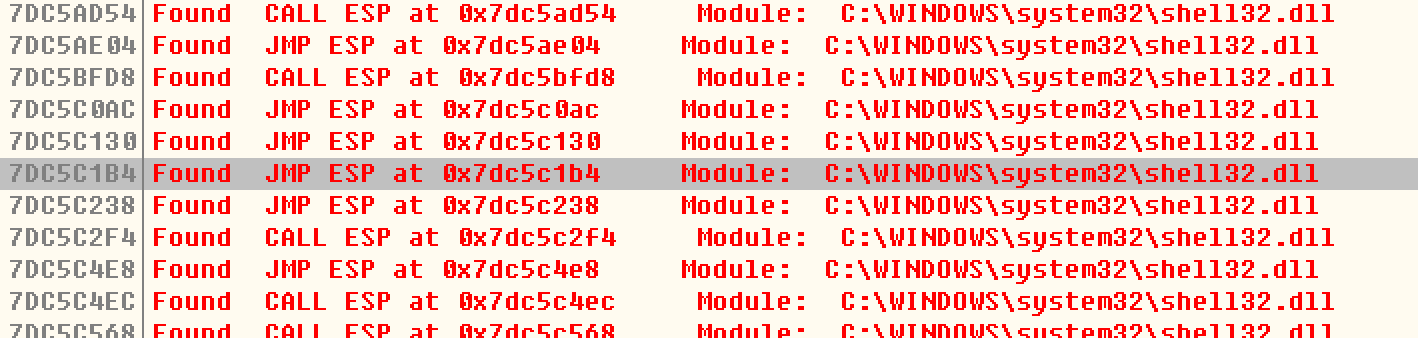 7DC5AD54 Found CALL ESP at 0x7dc5ad54 Module: C:\WINDOWS\system32\shell32.dll
7DC5AE04 Found JMP ESP at 0x7dc5ae04 Module: C:\WINDOWS\system32\shell32.dll
7DC5BFD8 Found CALL ESP at 0x7dc5bfd8 Module: C:\WINDOWS\system32\shell32.dll
7DC5C0AC Found JMP ESP at 0x7dc5c0ac Module: C:\WINDOWS\system32\shell32.dll
7DC5C130 Found JMP ESP at 0x7dc5c130 Module: C:\WINDOWS\system32\shell32.dll
7DC5C1B4 Found JMP ESP at 0x7dc5c1b4 Module: C:\WINDOWS\system32\shell32.dll
7DC5C238 Found JMP ESP at 0x7dc5c238 Module: C:\WINDOWS\system32\shell32.dll
7DC5C2F4 Found CALL ESP at 0x7dc5c2f4 Module: C:\WINDOWS\system32\shell32.dll
7DC5C4E8 Found JMP ESP at 0x7dc5c4e8 Module: C:\WINDOWS\system32\shell32.dll
7DC5C4EC Found CALL ESP at 0x7dc5c4ec Module: C:\WINDOWS\system32\shell32.dll
7DC5C568 Found CALL ESP at 0x7dc5c568 Module: C:\WINDOWS\system32\shell32.dll